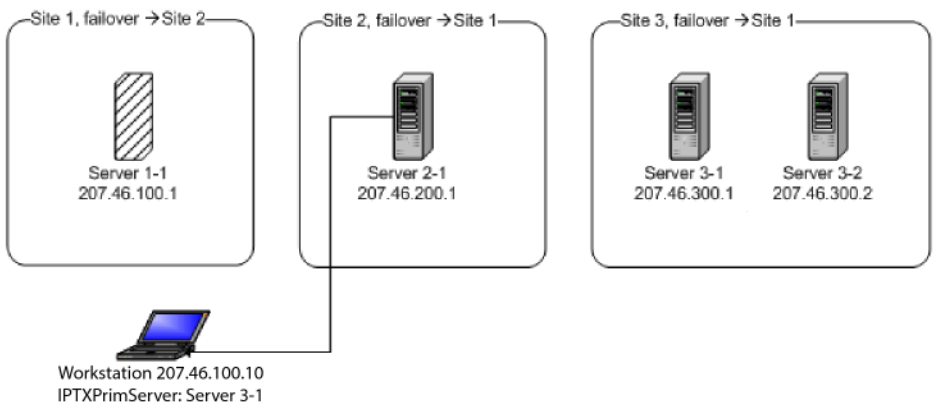 Site 1, failover →Site 2
Site 2, failover →Site 1
Site 3, failover →Site 1
Server 1-1
207.46.100.1
Server 2-1
207.46.200.1
Server 3-1
207.46.300.1
Server 3-2
207.46.300.2
Workstation 207.46.100.10
IPTXPrimServer: Server 3-1